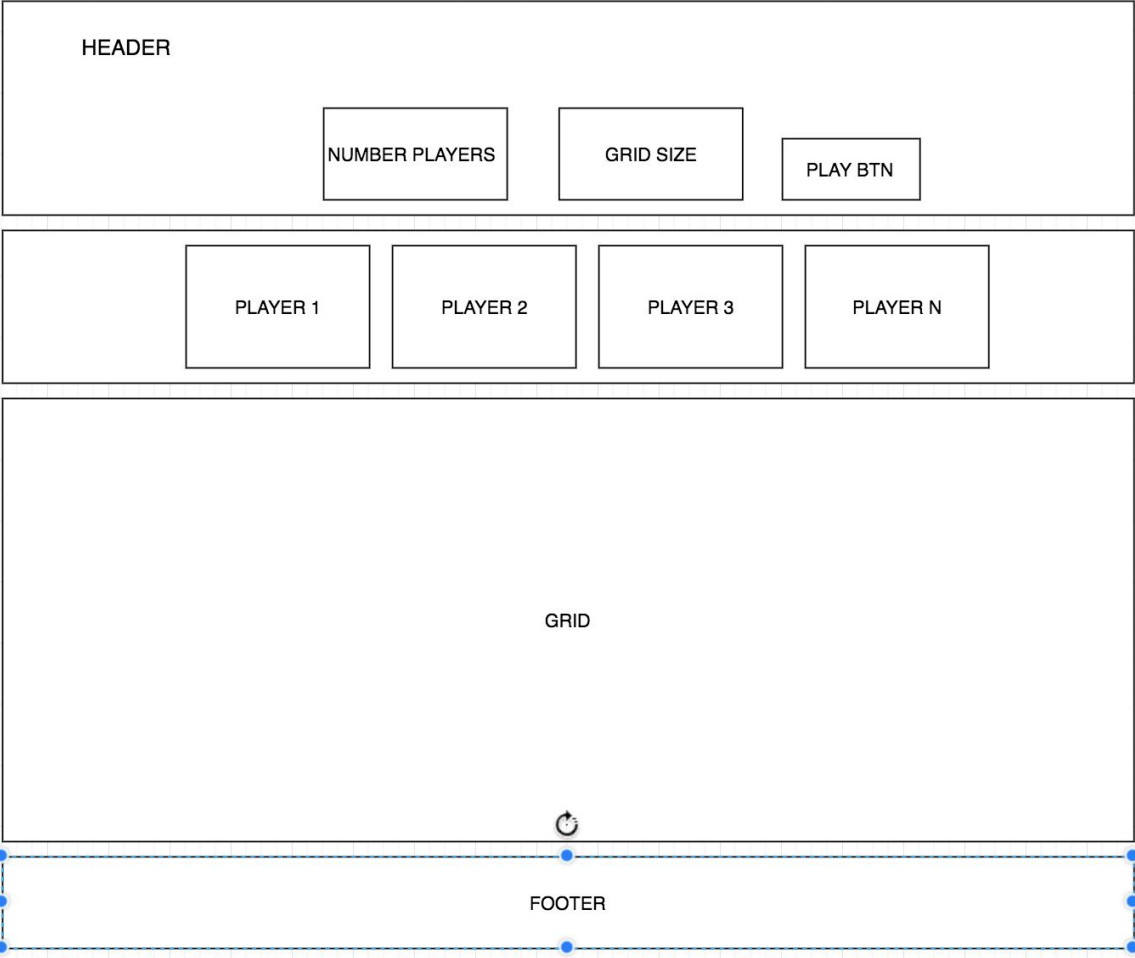 HEADER
NUMBER PLAYERS
GRID SIZE
PLAY BTN
PLAYER 1
PLAYER 2
PLAYER 3
PLAYER N
GRID
FOOTER